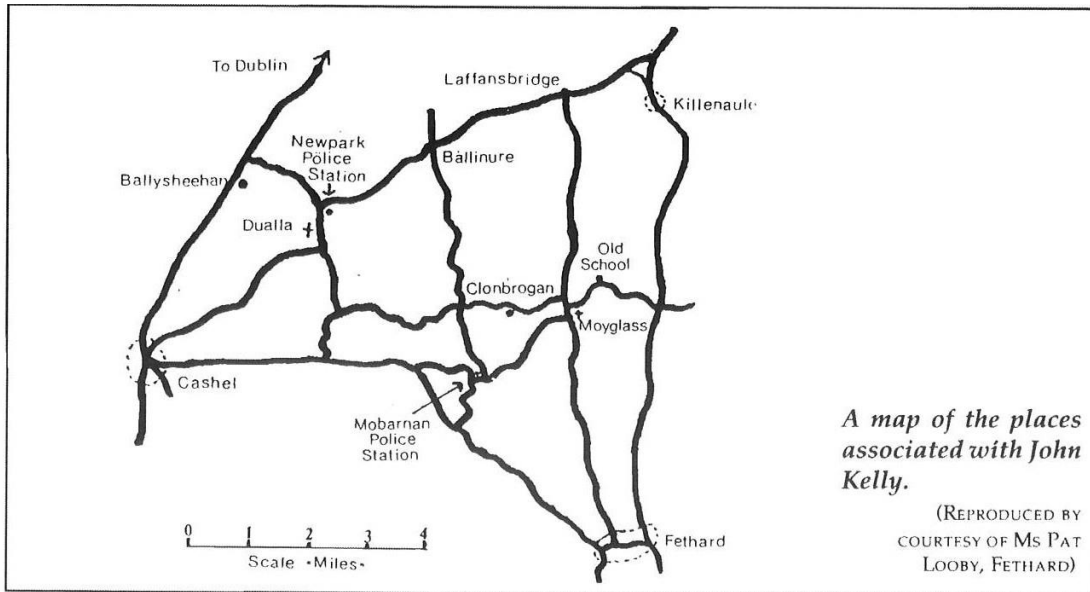 To Dublin
Laffansbridge
Killenaule
Newpark
Police
Station
Ballinure
Ballysheehan
Dualla
Old
School
Clonbrogan
Moyglass
Cashel
Mobarnan
Police
Station
0 1 2 3 4
Scale •Miles•
Fethard
A map of the places
associated with John
Kelly.
(REPRODUCED BY
COURTESY OF MS PAT
LOOBY, FETHARD)